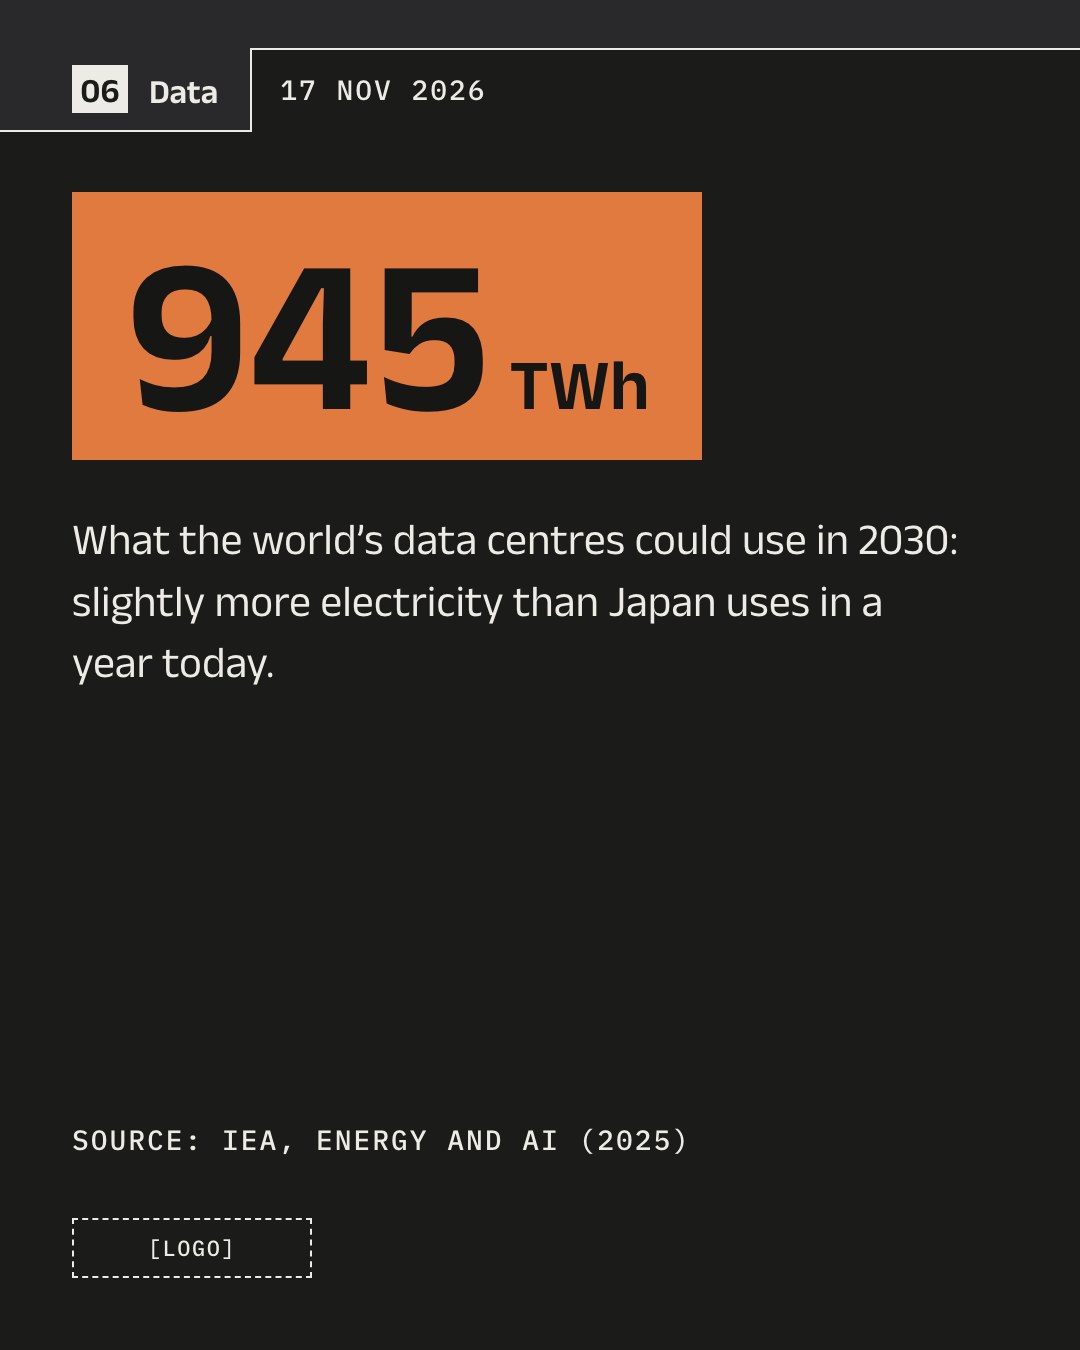 06 Data
17 NOV 2026
945 TWh
What the world’s data centres could use in 2030:
slightly more electricity than Japan uses in a
year today.
SOURCE: IEA, ENERGY AND AI (2025)
[LOGO]